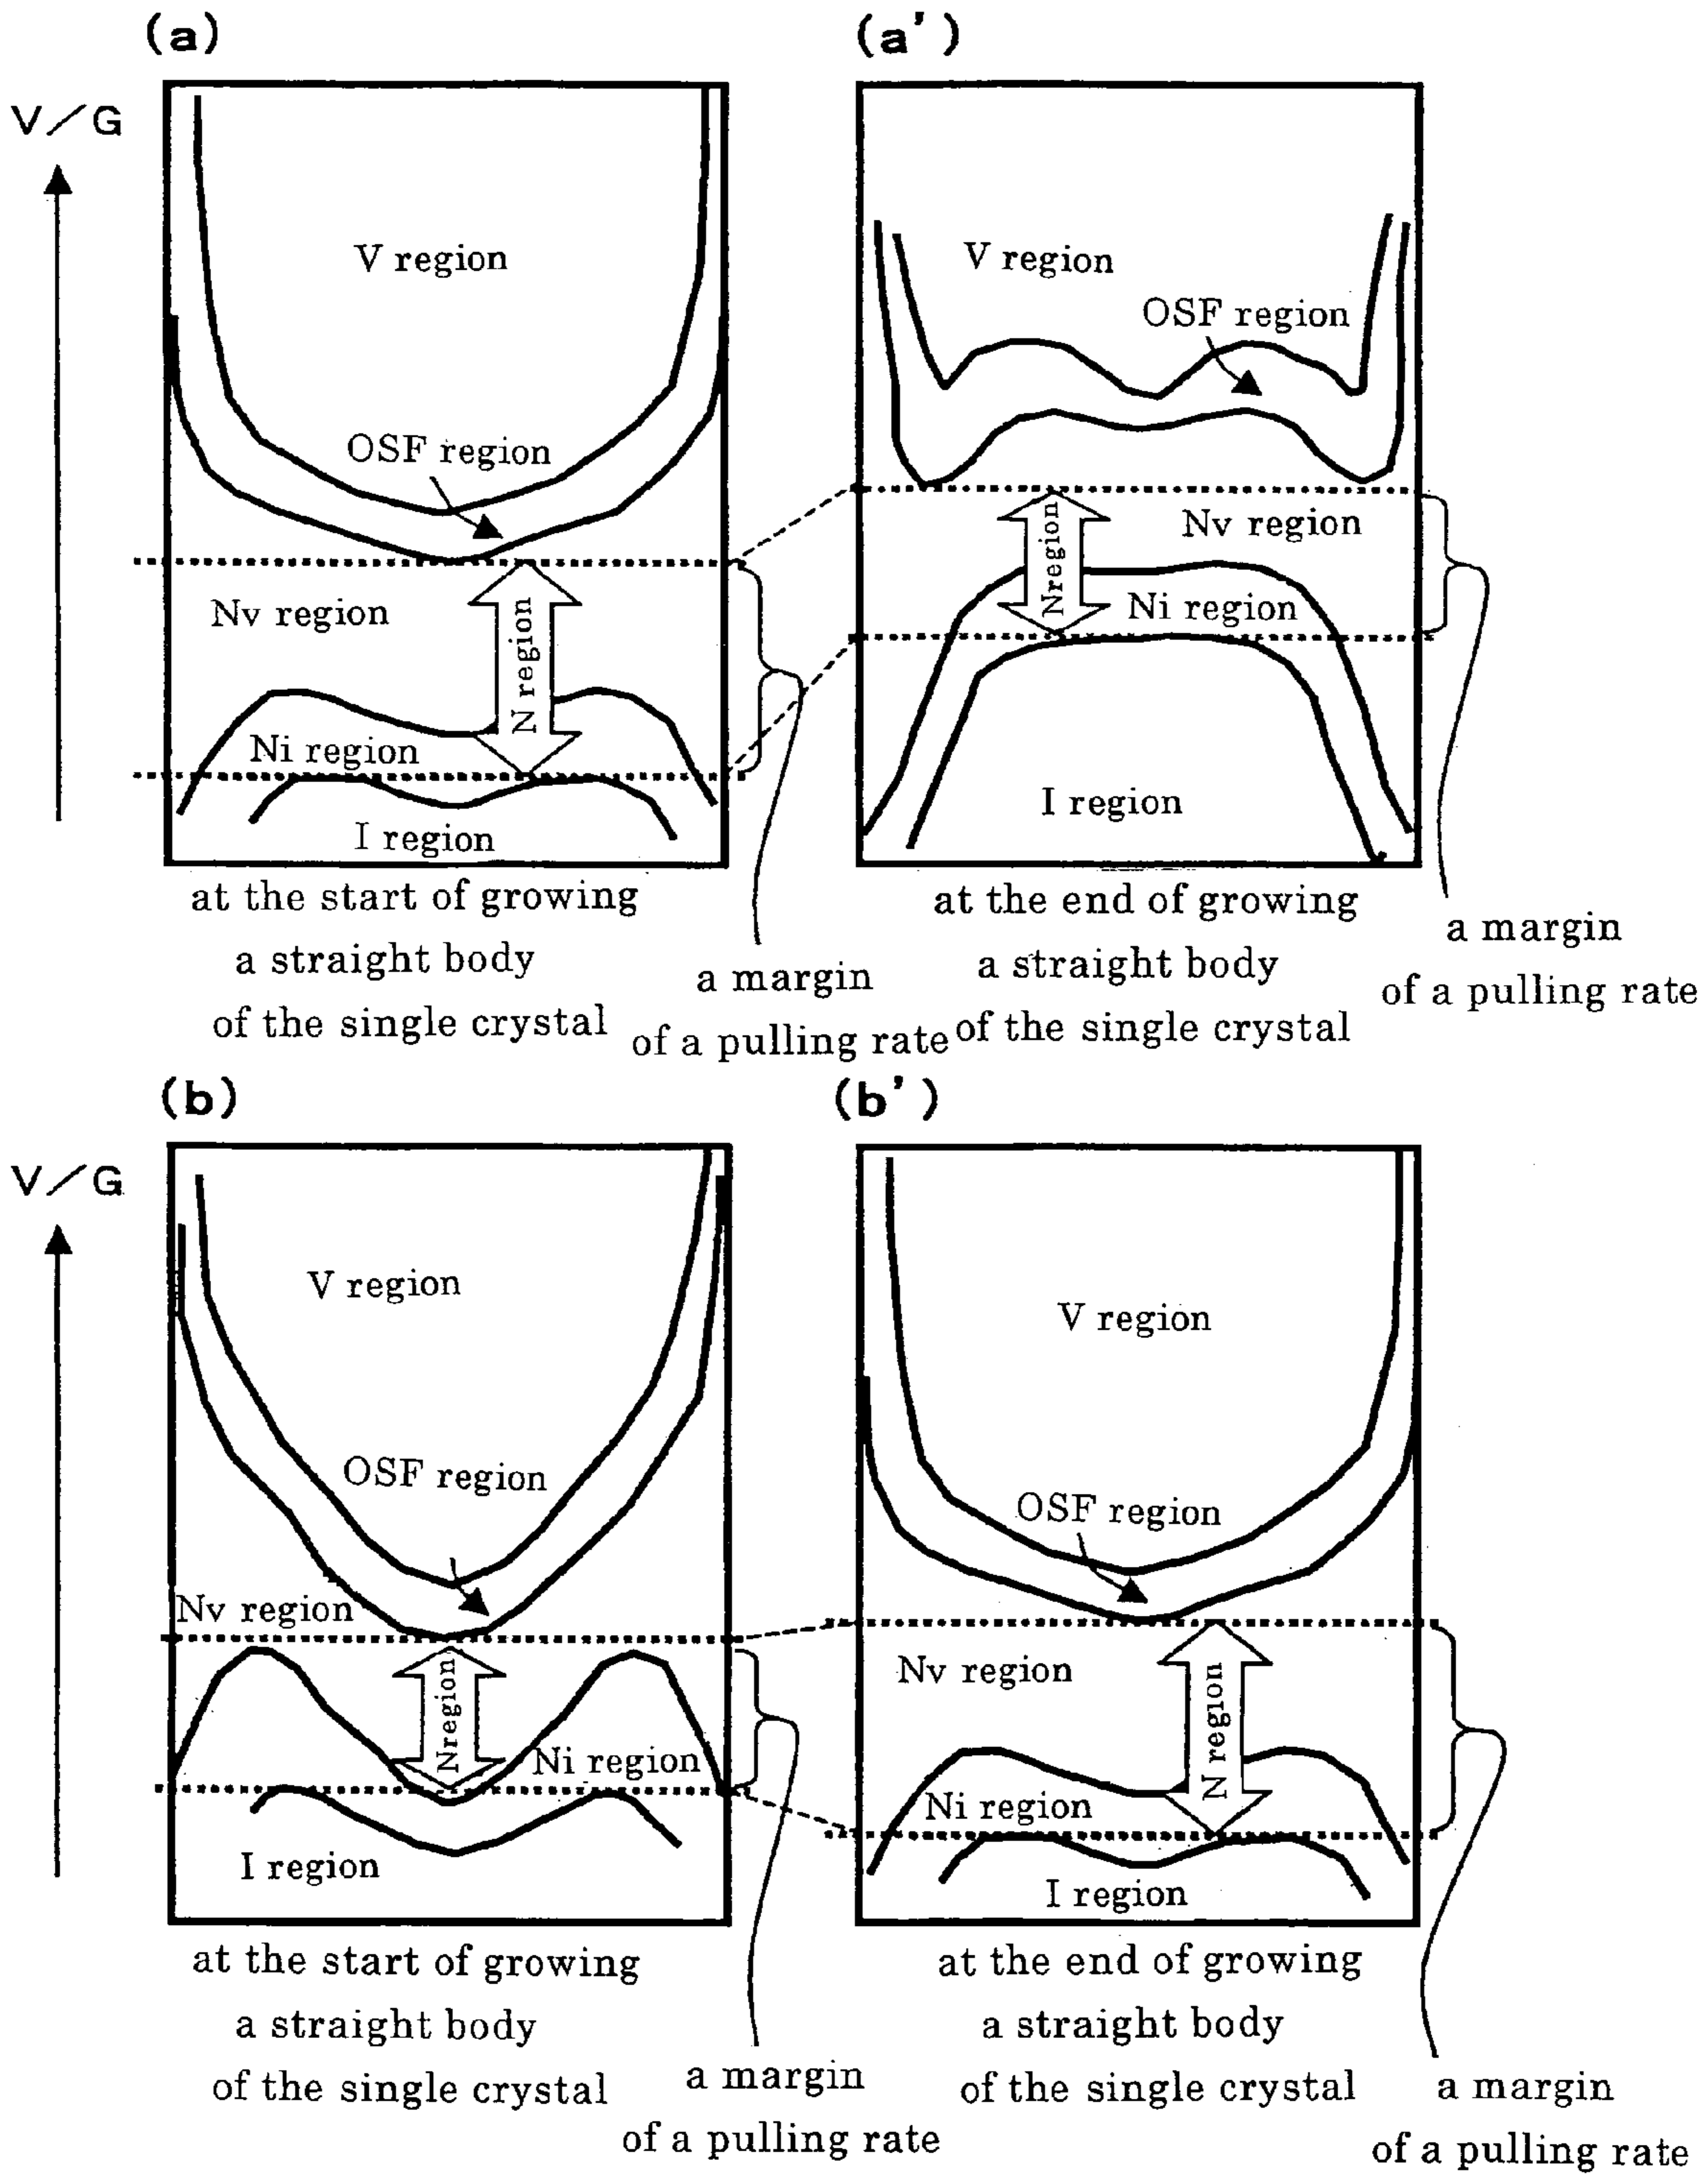 (a)
(a')
V/G
V region
V region
OSF region
OSF region
Nv region
Nregion
Nv region
N region
Ni region
Ni region
I region
I region
at the start of growing
a straight body
of the single crystal
a margin
of a pulling rate
at the end of growing
a straight body
of the single crystal
a margin
of a pulling rate
(b)
(b')
V/G
V region
V region
OSF region
OSF region
Nv region
Nregion
Nv region
N region
Ni region
Ni region
I region
I region
at the start of growing
a straight body
of the single crystal
a margin
of a pulling rate
at the end of growing
a straight body
of the single crystal
a margin
of a pulling rate